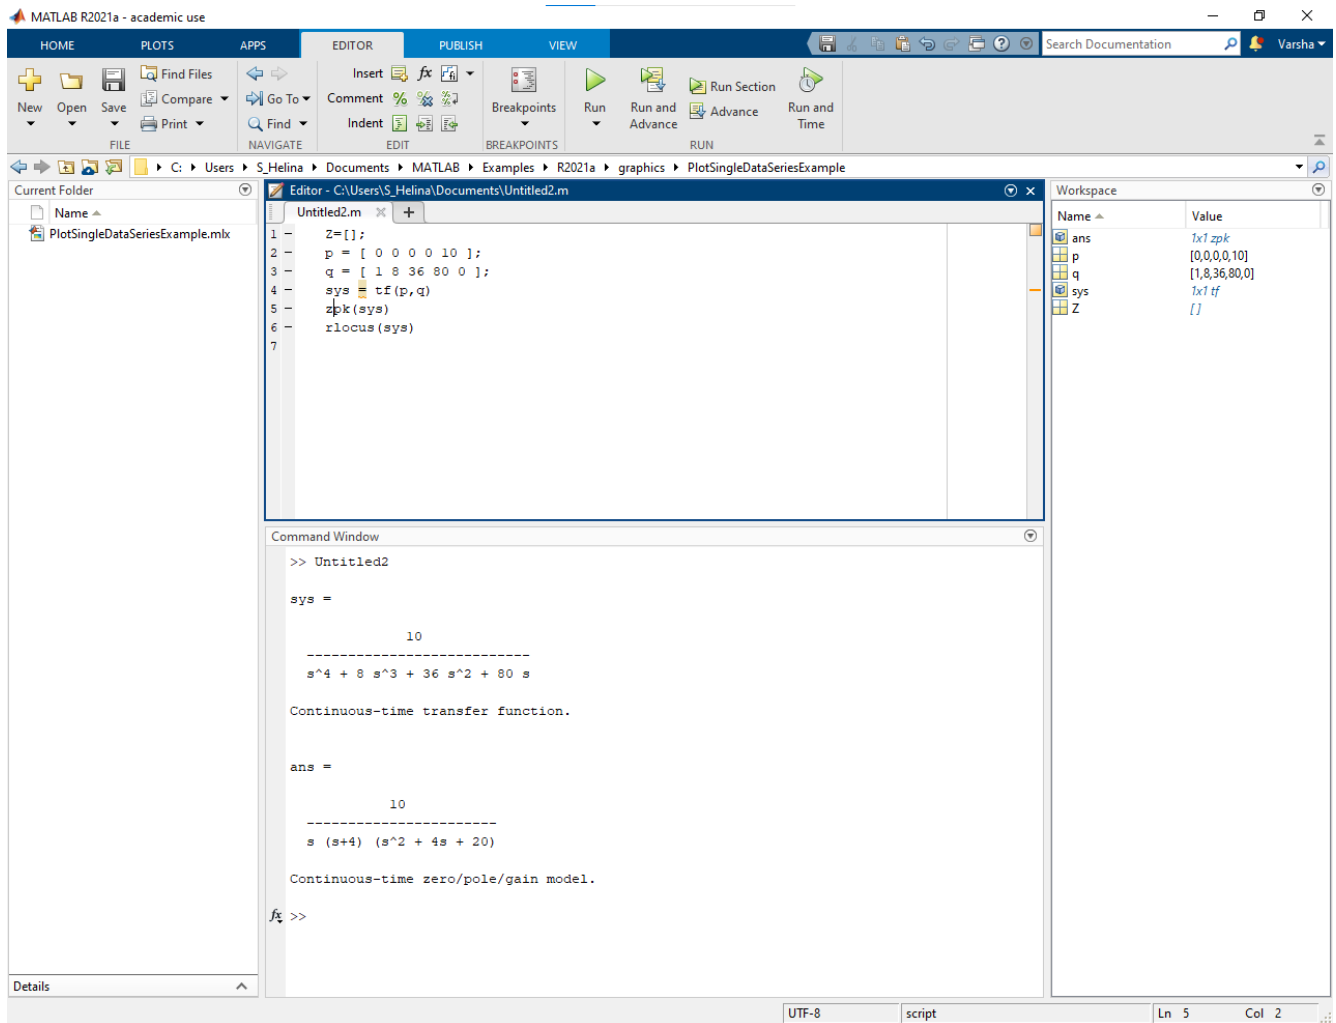 MATLAB R2021a - academic use
HOME PLOTS APPS EDITOR PUBLISH VIEW Search Documentation Varsha
New Open Save Find Files Compare Print
FILE
Go To Find
NAVIGATE
Insert fx
Comment %
Indent
EDIT
Breakpoints
BREAKPOINTS
Run Run and Advance Run Section Advance Run and Time
RUN
C: Users S_Helina Documents MATLAB Examples R2021a graphics PlotSingleDataSeriesExample
Current Folder
Name
PlotSingleDataSeriesExample.mlx
Details
Editor - C:\Users\S_Helina\Documents\Untitled2.m
Untitled2.m
1 - Z=[];
2 - p = [ 0 0 0 0 10 ];
3 - q = [ 1 8 36 80 0 ];
4 - sys = tf(p,q)
5 - zpk(sys)
6 - rlocus(sys)
7
Command Window
>> Untitled2
sys =
10
---------------------------
s^4 + 8 s^3 + 36 s^2 + 80 s
Continuous-time transfer function.
ans =
10
-----------------------
s (s+4) (s^2 + 4s + 20)
Continuous-time zero/pole/gain model.
fx >>
Workspace
Name Value
ans 1x1 zpk
p [0,0,0,0,10]
q [1,8,36,80,0]
sys 1x1 tf
Z []
UTF-8 script Ln 5 Col 2